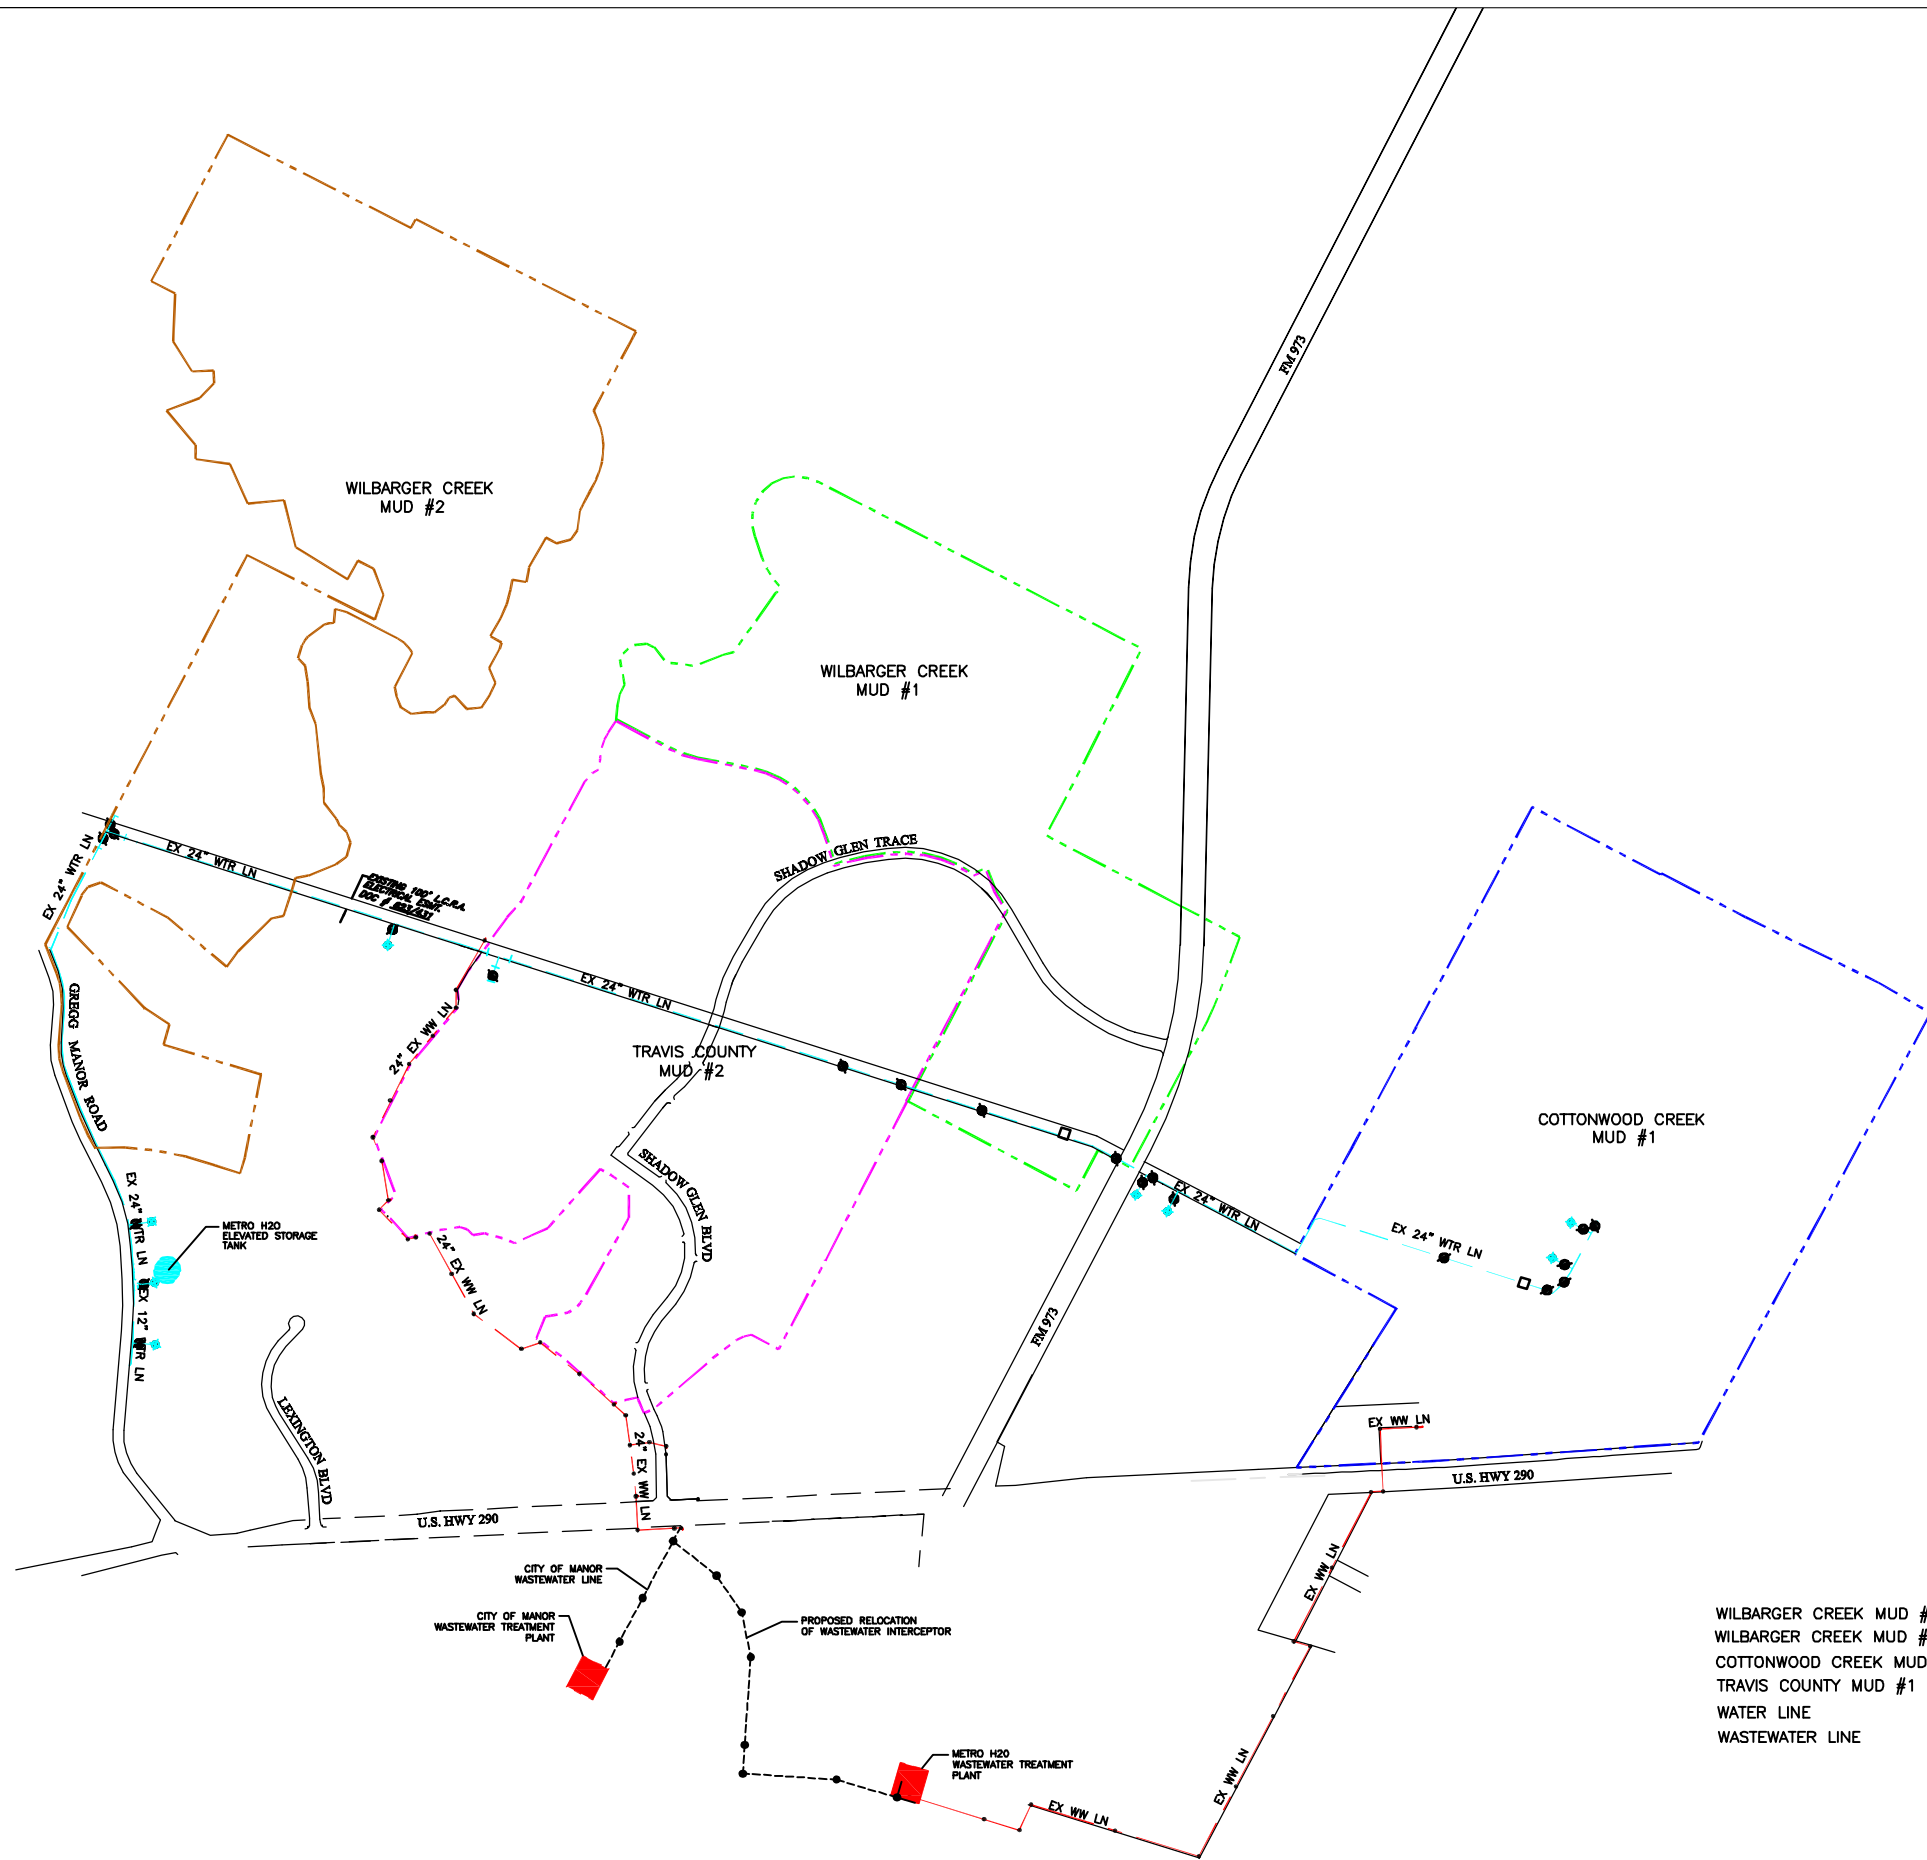 FM 973
WILBARGER CREEK
MUD #2
WILBARGER CREEK
MUD #1
EX 24" WTR LN
EX 24" WTR LN
EXISTING 100' L.C.R.A.
ELECTRICAL ESMT.
DOC #
SHADOW GLEN TRACE
EX 24" WTR LN
GREGG MANOR ROAD
24" EX WW LN
TRAVIS COUNTY
MUD #2
COTTONWOOD CREEK
MUD #1
SHADOW GLEN BLVD
EX 24" WTR LN
EX 24" WTR LN
EX 24" WTR LN
METRO H2O
ELEVATED STORAGE
TANK
EX 12" WTR LN
24" EX WW LN
FM 973
LEXINGTON BLVD
24" EX WW LN
EX WW LN
U.S. HWY 290
U.S. HWY 290
CITY OF MANOR
WASTEWATER LINE
CITY OF MANOR
WASTEWATER TREATMENT
PLANT
PROPOSED RELOCATION
OF WASTEWATER INTERCEPTOR
EX WW LN
EX WW LN
METRO H2O
WASTEWATER TREATMENT
PLANT
EX WW LN
WILBARGER CREEK MUD #
WILBARGER CREEK MUD #
COTTONWOOD CREEK MUD
TRAVIS COUNTY MUD #1
WATER LINE
WASTEWATER LINE